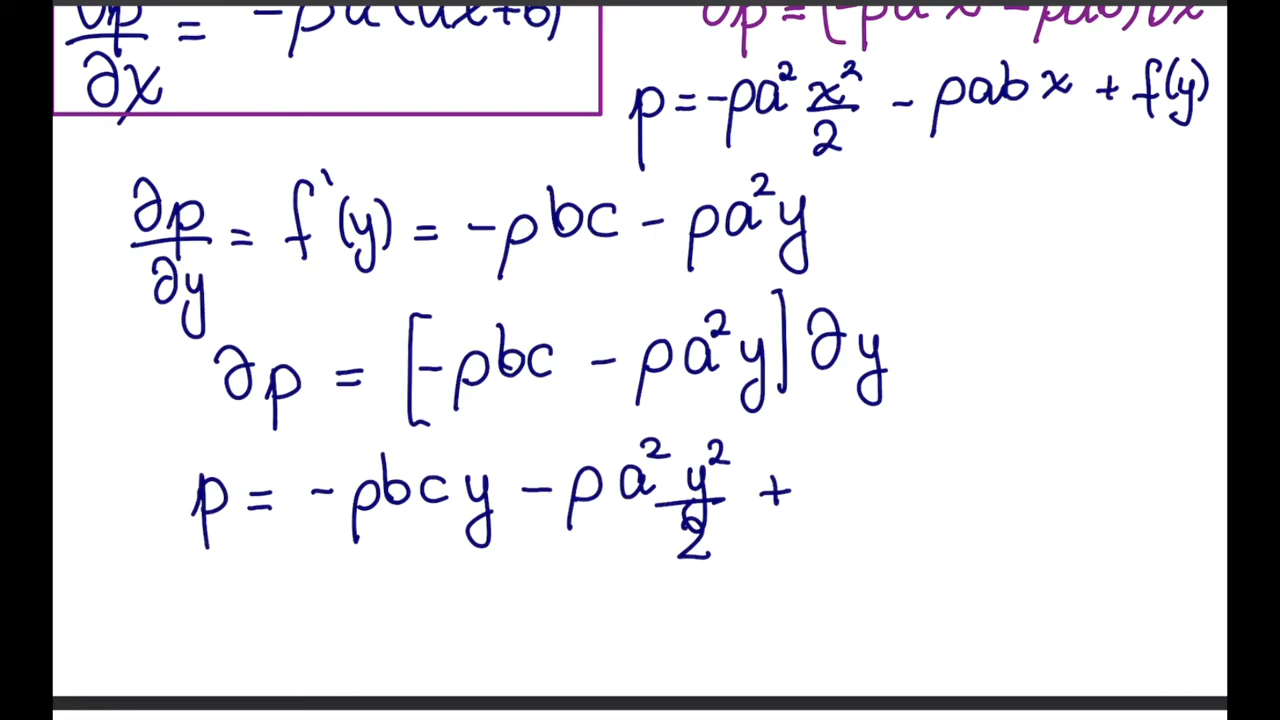 ∂p/∂x = -ρa(ax+b)
∂p = (-ρa²x - ρab)∂x
p = -ρa² x²/2 - ρabx + f(y)
∂p/∂y = f'(y) = -ρbc - ρa²y
∂p = [-ρbc - ρa²y]∂y
p = -ρbcy - ρa² y²/2 +